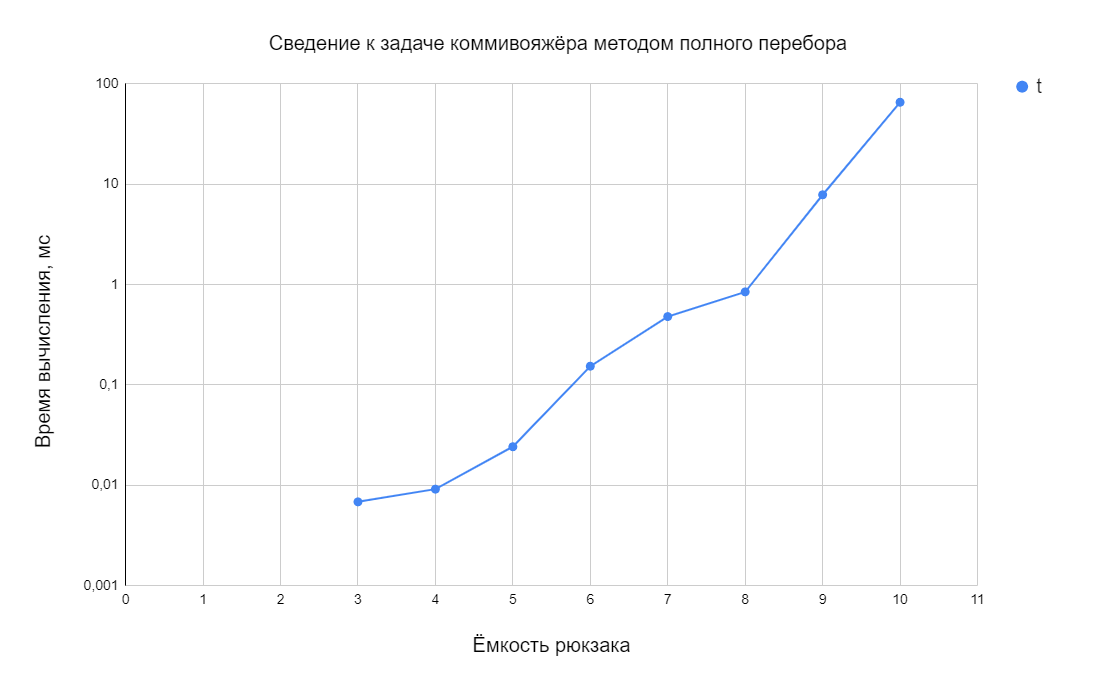 Сведение к задаче коммивояжёра методом полного перебора
t
Время вычисления, мс
100
10
1
0,1
0,01
0,001
0 1 2 3 4 5 6 7 8 9 10 11
Ёмкость рюкзака